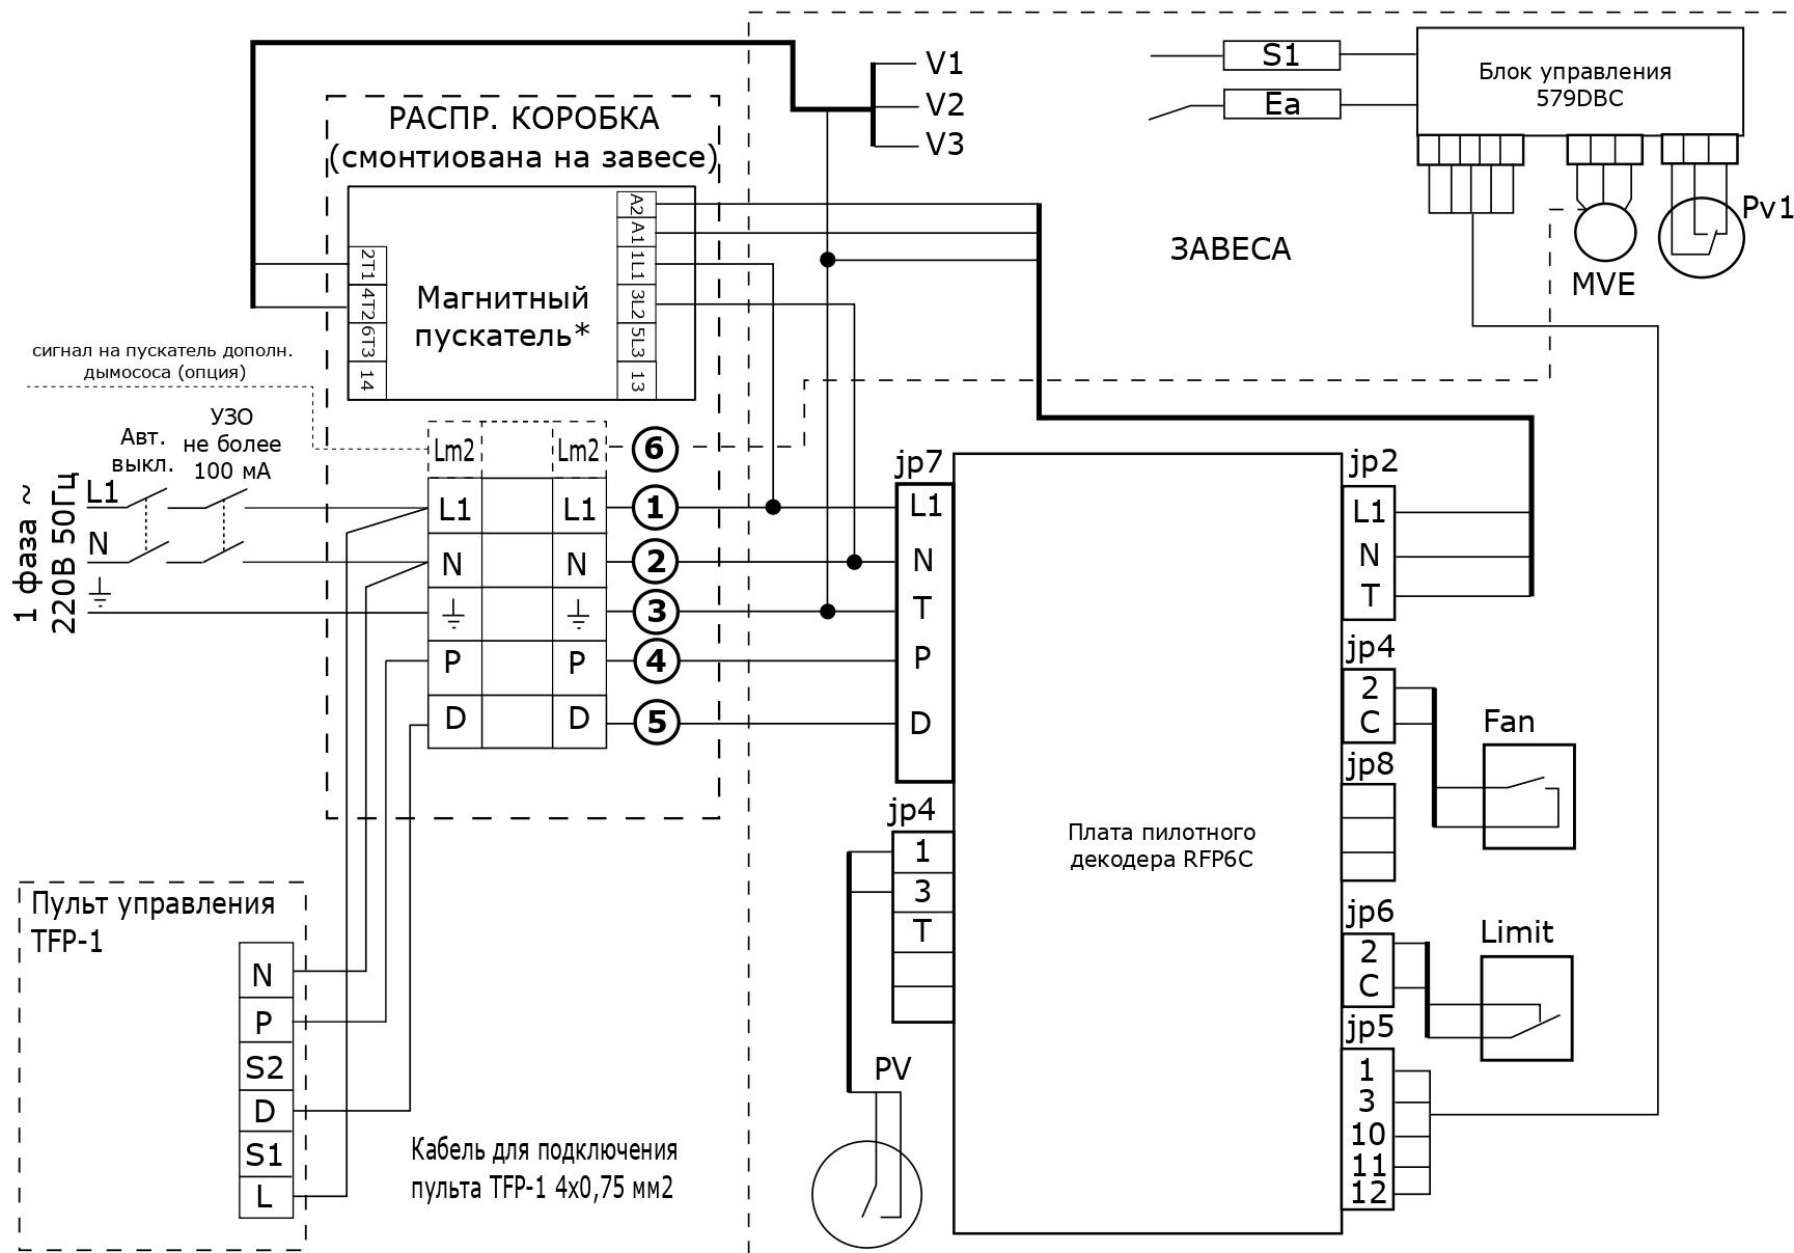 V1
V2
V3
S1
Ea
Блок управления
579DBC
Pv1
MVE
ЗАВЕСА
РАСПР. КОРОБКА
(смонтиована на завесе)
Магнитный
пускатель*
2T1
4T2
6T3
14
A2
A1
1L1
3L2
5L3
13
сигнал на пускатель дополн.
дымососа (опция)
Авт.
выкл.
УЗО
не более
100 мА
1 фаза ~
220В 50Гц
L1
N
Lm2
Lm2
6
L1
L1
1
N
N
2
3
P
P
4
D
D
5
jp7
L1
N
T
P
D
jp4
1
3
T
PV
Плата пилотного
декодера RFP6C
jp2
L1
N
T
jp4
2
C
Fan
jp8
jp6
2
C
Limit
jp5
1
3
10
11
12
Пульт управления
TFP-1
N
P
S2
D
S1
L
Кабель для подключения
пульта TFP-1 4x0,75 мм2